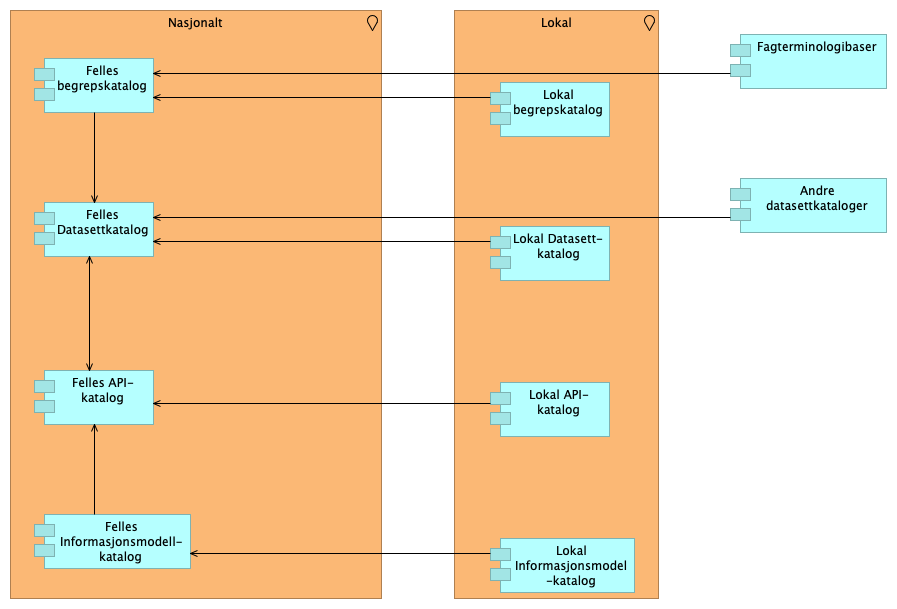 Nasjonalt
Lokal
Felles
begrepskatalog
Fagterminologibaser
Lokal
begrepskatalog
Felles
Datasettkatalog
Andre
datasettkataloger
Lokal Datasett-
katalog
Felles API-
katalog
Lokal API-
katalog
Felles
Informasjonsmodell-
katalog
Lokal
Informasjonsmodel
-katalog